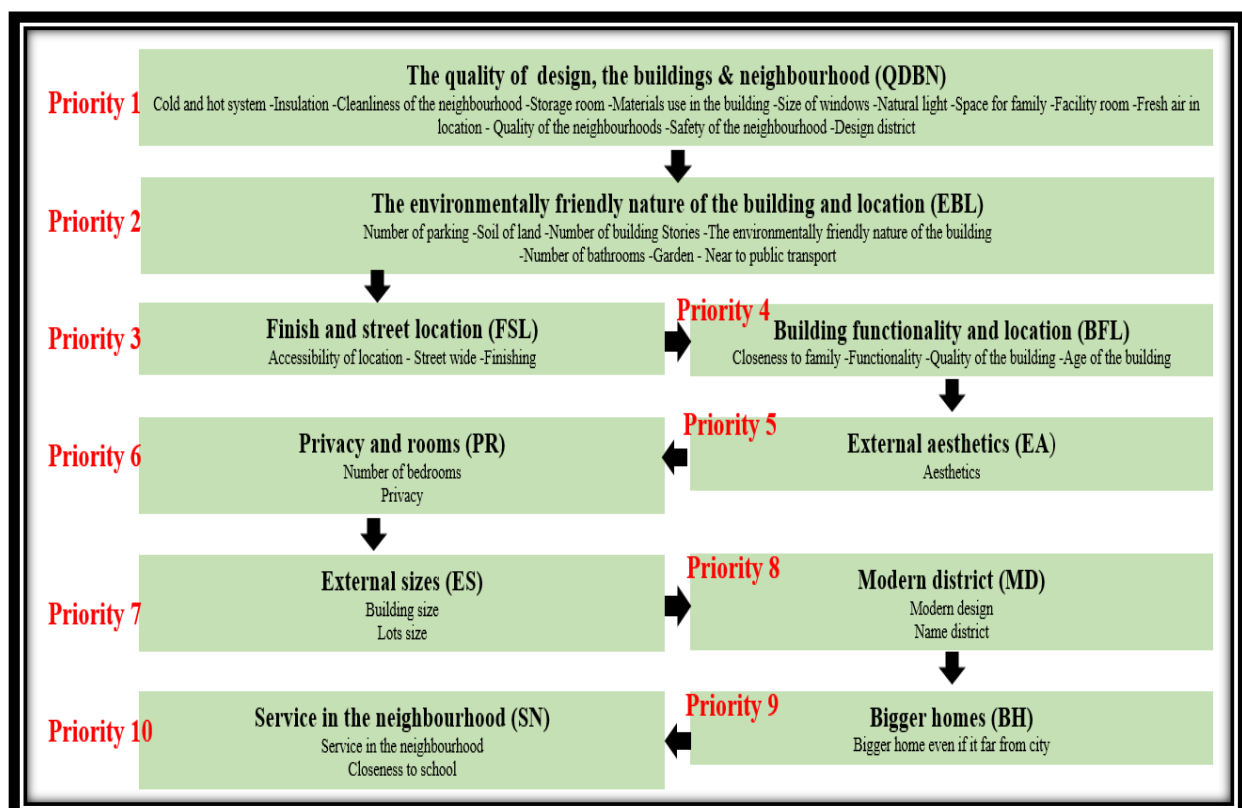 Priority 1
The quality of  design, the buildings & neighbourhood (QDBN)
Cold and hot system -Insulation -Cleanliness of the neighbourhood -Storage room -Materials use in the building -Size of windows -Natural light -Space for family -Facility room -Fresh air in
location - Quality of the neighbourhoods -Safety of the neighbourhood -Design district
Priority 2
The environmentally friendly nature of the building and location (EBL)
Number of parking -Soil of land -Number of building Stories -The environmentally friendly nature of the building
-Number of bathrooms -Garden - Near to public transport
Priority 3
Finish and street location (FSL)
Accessibility of location - Street wide -Finishing
Priority 4
Building functionality and location (BFL)
Closeness to family -Functionality -Quality of the building -Age of the building
Priority 5
External aesthetics (EA)
Aesthetics
Priority 6
Privacy and rooms (PR)
Number of bedrooms
Privacy
Priority 7
External sizes (ES)
Building size
Lots size
Priority 8
Modern district (MD)
Modern design
Name district
Priority 9
Bigger homes (BH)
Bigger home even if it far from city
Priority 10
Service in the neighbourhood (SN)
Service in the neighbourhood
Closeness to school